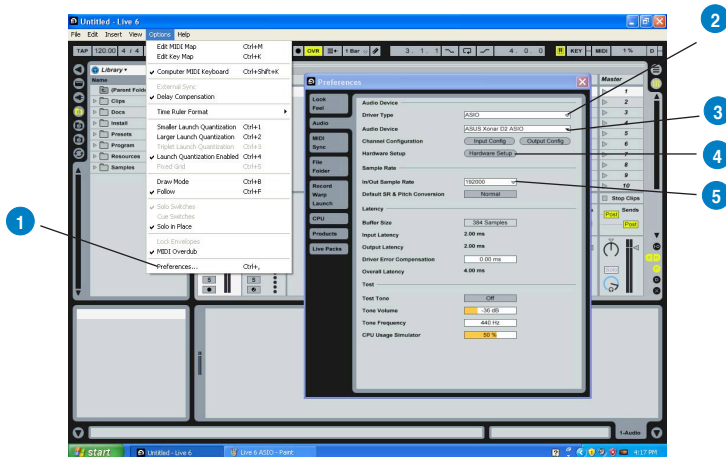 Untitled - Live 6
File Edit Insert View Options Help
TAP 120.00 4 / 4
OVR 1 Bar 3 . 1 . 1 4 . 0 . 0 KEY MIDI 1 % D
Library
Name
(Parent Folde
Clips
Docs
Install
Presets
Program
Resources
Tutorials
Edit MIDI Map Ctrl+M
Edit Key Map Ctrl+K
Computer MIDI Keyboard Ctrl+Shift+K
External Sync
Delay Compensation
Time Ruler Format
Smaller Launch Quantization Ctrl+1
Larger Launch Quantization Ctrl+2
Triplet Launch Quantization Ctrl+3
Launch Quantization Enabled Ctrl+4
Fixed Grid Ctrl+5
Draw Mode Ctrl+B
Follow Ctrl+F
Solo Switches
Cue Switches
Solo in Place
Lock Envelopes
MIDI Overdub
Preferences... Ctrl+,
Preferences
Look
Feel
Audio
MIDI
Sync
File
Folder
Record
Warp
Launch
CPU
Products
Live Packs
Audio Device
Driver Type ASIO
Audio Device ASUS Xonar D2 ASIO
Channel Configuration Input Config Output Config
Hardware Setup Hardware Setup
Sample Rate
In/Out Sample Rate 192000
Default SR & Pitch Conversion Normal
Latency
Buffer Size 384 Samples
Input Latency 2.00 ms
Output Latency 2.00 ms
Driver Error Compensation 0.00 ms
Overall Latency 4.00 ms
Test
Test Tone Off
Tone Volume -36 dB
Tone Frequency 440 Hz
CPU Usage Simulator 50 %
Master
1
2
3
4
5
6
7
8
9
10
Stop Clips
Sends
Post
Post
Solo
S S
1-Audio
start Untitled - Live 6 Live 6 ASIO - Paint 4:17 PM
1
2
3
4
5